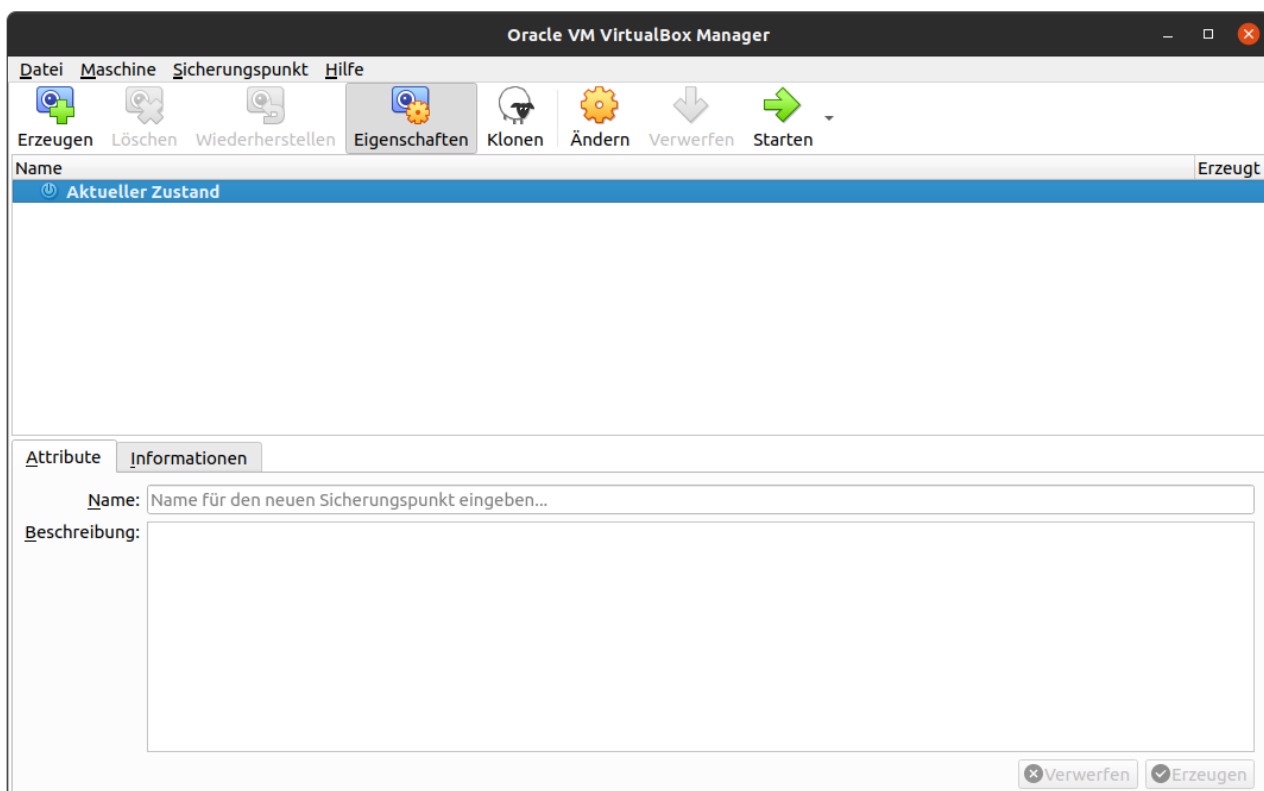 Oracle VM VirtualBox Manager
Datei Maschine Sicherungspunkt Hilfe
Erzeugen Löschen Wiederherstellen Eigenschaften Klonen Ändern Verwerfen Starten
Name Erzeugt
Aktueller Zustand
Attribute Informationen
Name: Name für den neuen Sicherungspunkt eingeben...
Beschreibung:
Verwerfen Erzeugen